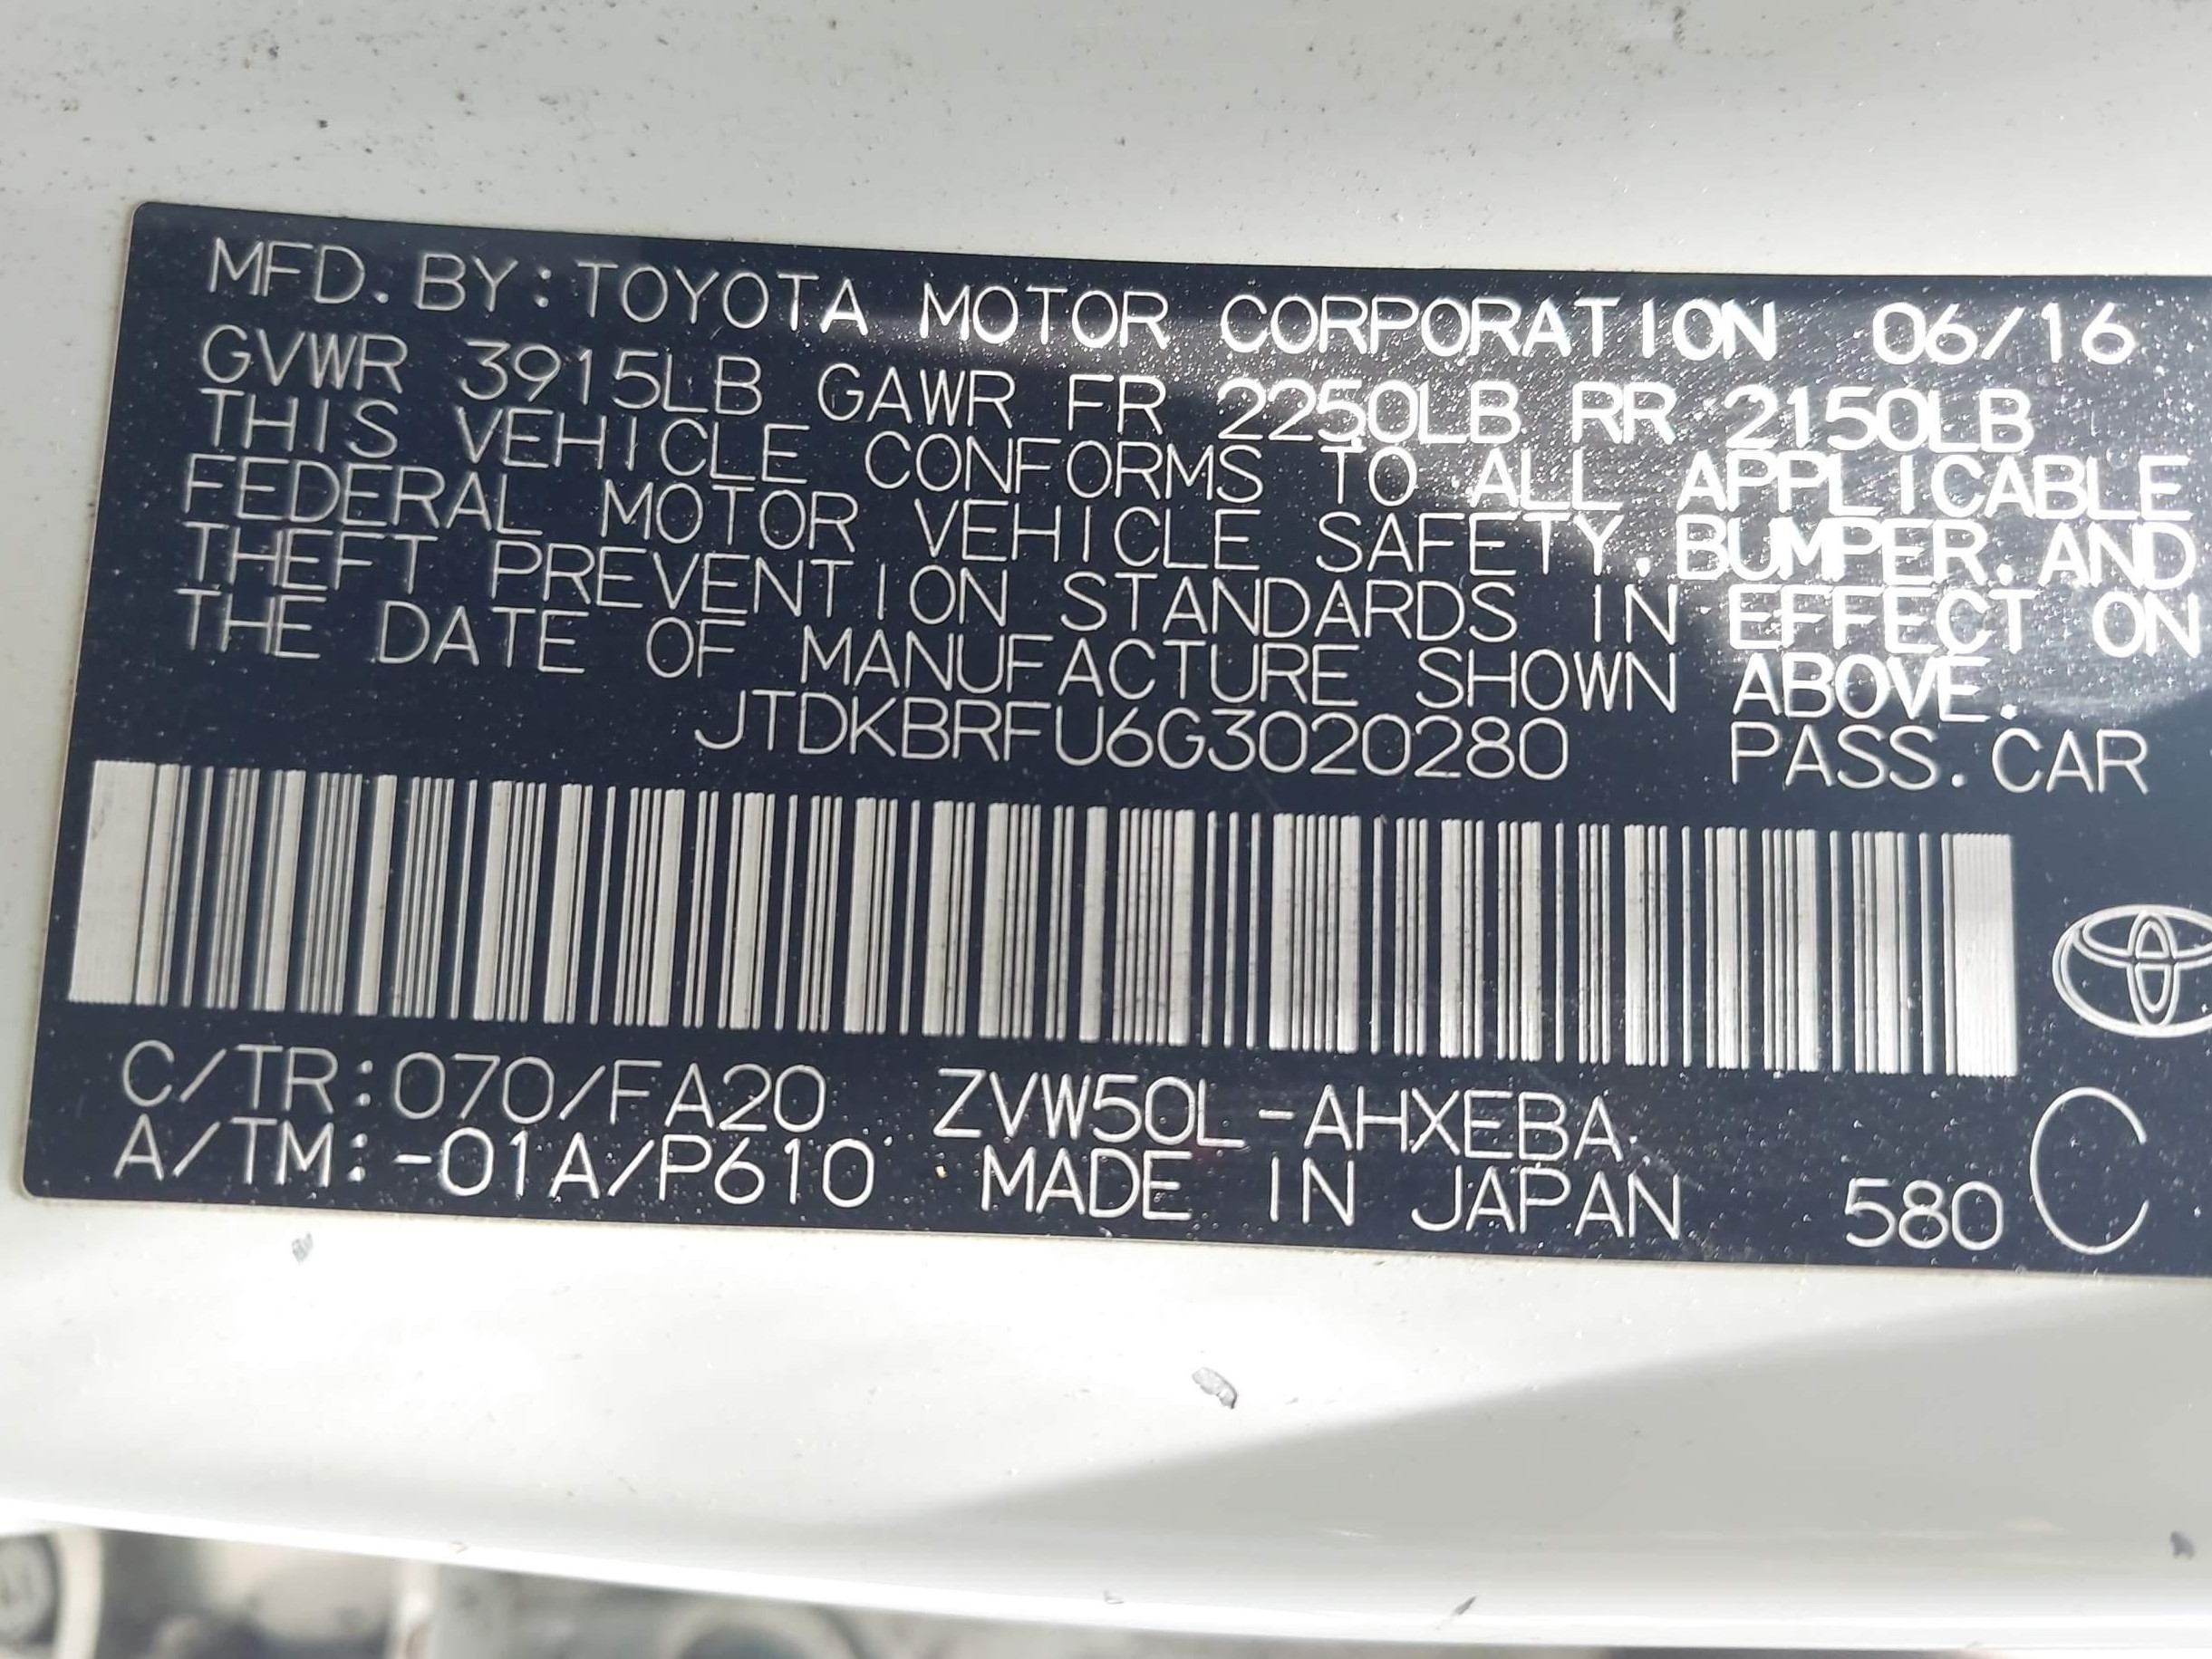 MFD. BY: TOYOTA MOTOR CORPORATION 06/16
GVWR 3915LB GAWR FR 2250LB RR 2150LB
THIS VEHICLE CONFORMS TO ALL APPLICABLE
FEDERAL MOTOR VEHICLE SAFETY, BUMPER, AND
THEFT PREVENTION STANDARDS IN EFFECT ON
THE DATE OF MANUFACTURE SHOWN ABOVE.
JTDKBRFU6G3020280 PASS. CAR
C/TR: 070/FA20 ZVW50L-AHXEBA
A/TM: -01A/P610 MADE IN JAPAN 580 C